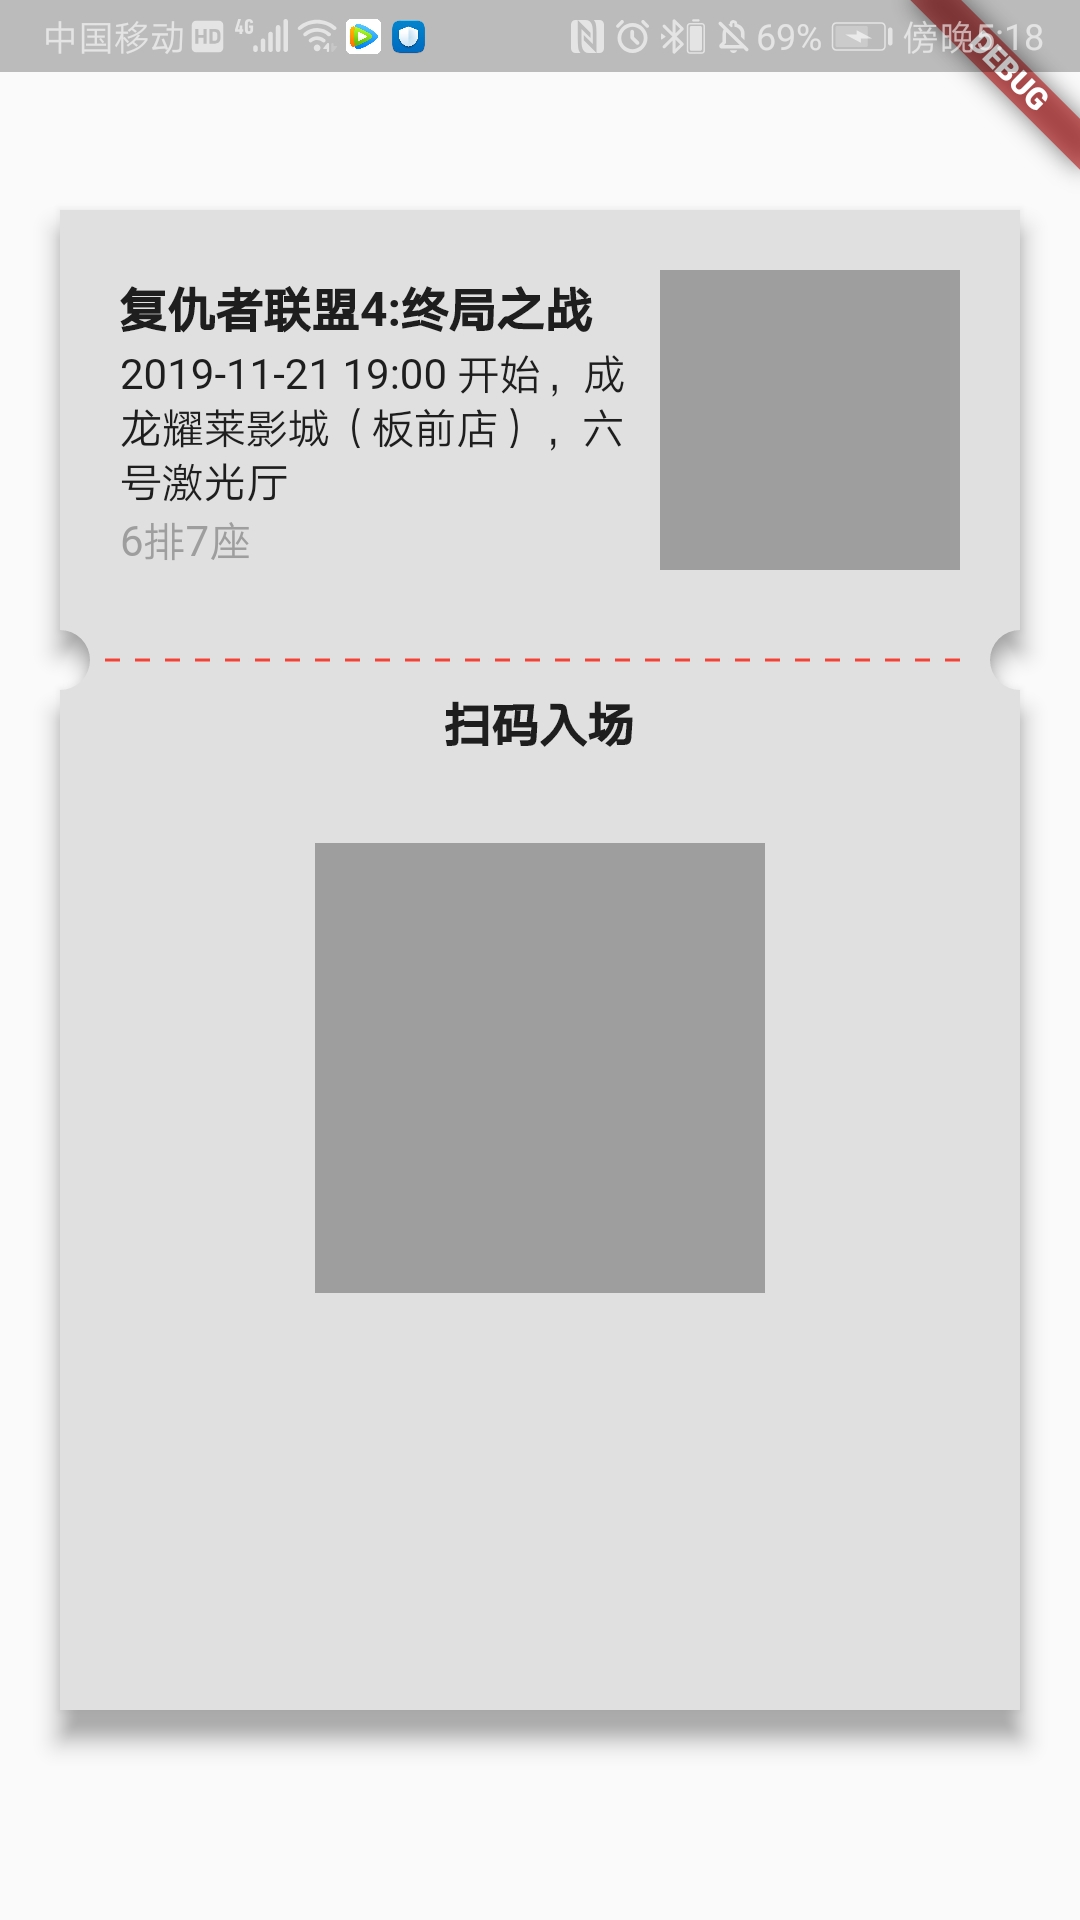 中国移动 HD 4G 69% 傍晚5:18
DEBUG
复仇者联盟4:终局之战
2019-11-21 19:00 开始，成
龙耀莱影城（板前店），六
号激光厅
6排7座
扫码入场